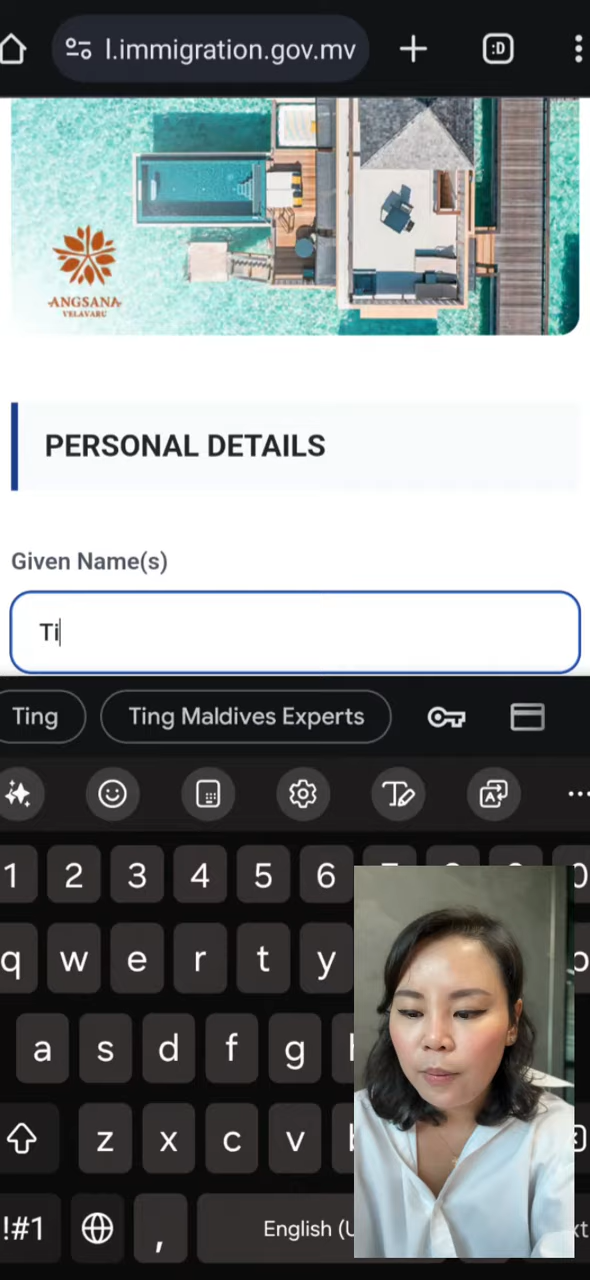 l.immigration.gov.mv
:D
ANGSANA
VELAVARU
PERSONAL DETAILS
Given Name(s)
Ti
Ting
Ting Maldives Experts
1 2 3 4 5 6 0
q w e r t y p
a s d f g
z x c v
!#1 , English (U